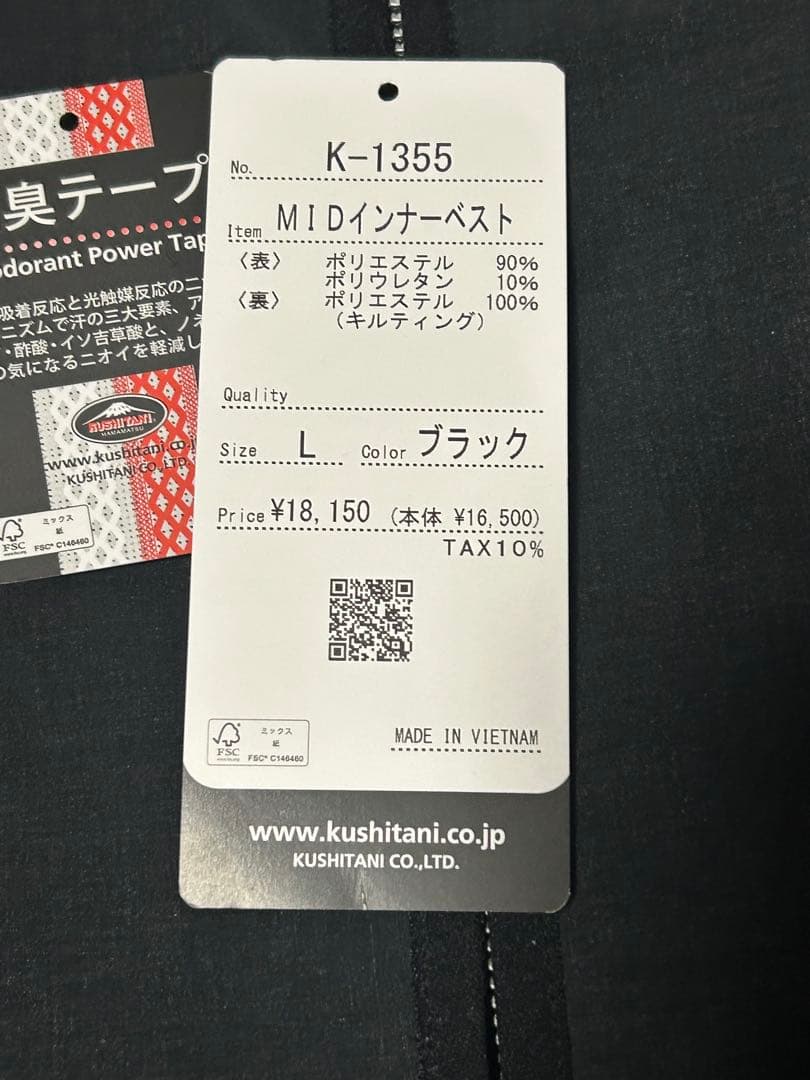 臭テープ
odorant Power Tap
吸着反応と光触媒反応の二
ニズムで汗の三大要素、ア
・酢酸・イソ吉草酸と、ノネ
の気になるニオイを軽減し
KUSHITANI
HAMAMATSU
www.kushitani.co.j
KUSHITANI CO.,LTD.
FSC
ミックス
紙
FSC® C146460
No. K-1355
Item MIDインナーベスト
〈表〉 ポリエステル 90%
ポリウレタン 10%
〈裏〉 ポリエステル 100%
(キルティング)
Quality
Size L Color ブラック
Price ¥18,150 (本体 ¥16,500)
TAX10%
FSC
ミックス
紙
FSC® C146460
MADE IN VIETNAM
www.kushitani.co.jp
KUSHITANI CO.,LTD.